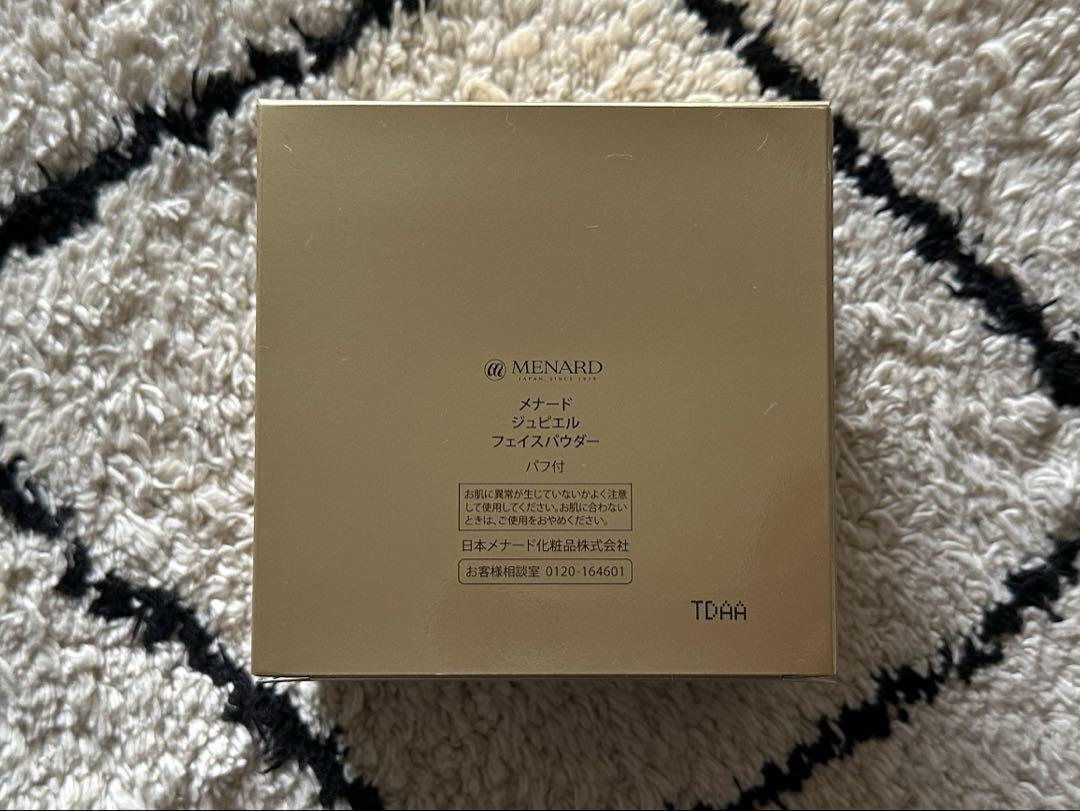 MENARD
JAPAN, SINCE 1959
メナード
ジュピエル
フェイスパウダー
パフ付
お肌に異常が生じていないかよく注意
して使用してください。お肌に合わない
ときは、ご使用をおやめください。
日本メナード化粧品株式会社
お客様相談室 0120-164601
TDAA